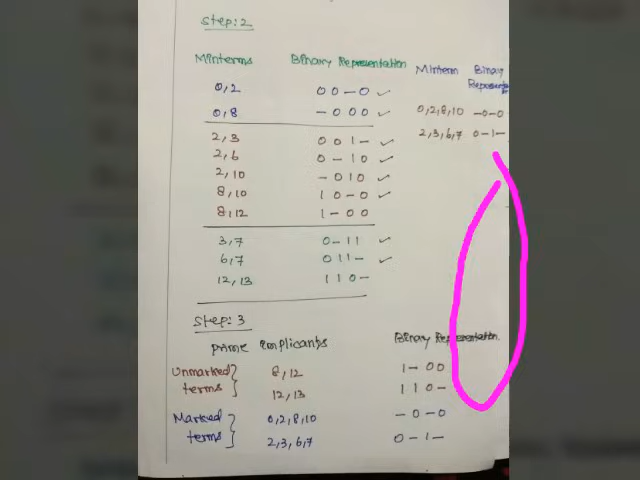 Step:2
Minterms Binary Representation Minterm Binary
0,2 00-0 ✓
0,8 -000 ✓ 0,2,8,10 -0-0
2,3 001- ✓ 2,3,6,7 0-1-
2,6 0-10 ✓
2,10 -010 ✓
8,10 10-0 ✓
8,12 1-00
3,7 0-11 ✓
6,7 011- ✓
12,13 110-
Step:3
prime implicants Binary Representation
Unmarked terms 8,12 1-00
12,13 110-
Marked terms 0,2,8,10 -0-0
2,3,6,7 0-1-